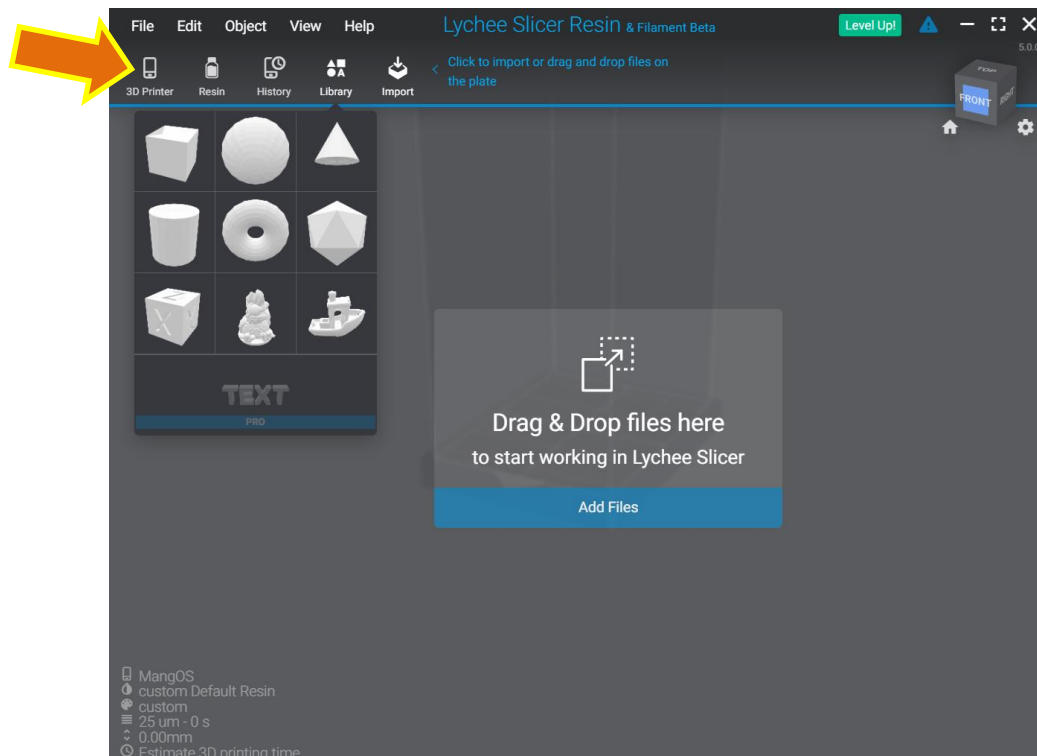 File Edit Object View Help Lychee Slicer Resin & Filament Beta Level Up!
5.0.
3D Printer Resin History Library Import < Click to import or drag and drop files on
the plate
TOP
FRONT RIGHT
TEXT
PRO
Z
X Y
Drag & Drop files here
to start working in Lychee Slicer
Add Files
MangOS
custom Default Resin
custom
25 um - 0 s
0.00mm
Estimate 3D printing time